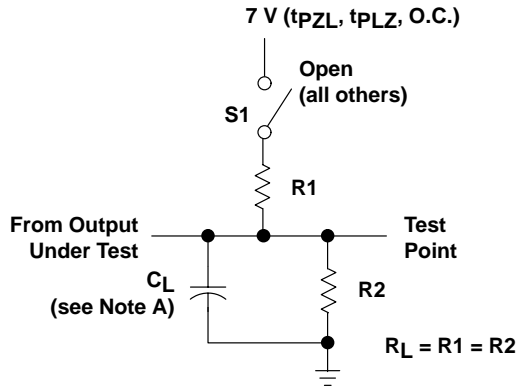 7 V (tPZL, tPLZ, O.C.)
Open
(all others)
S1
R1
From Output
Under Test
Test
Point
CL
(see Note A)
R2
RL = R1 = R2